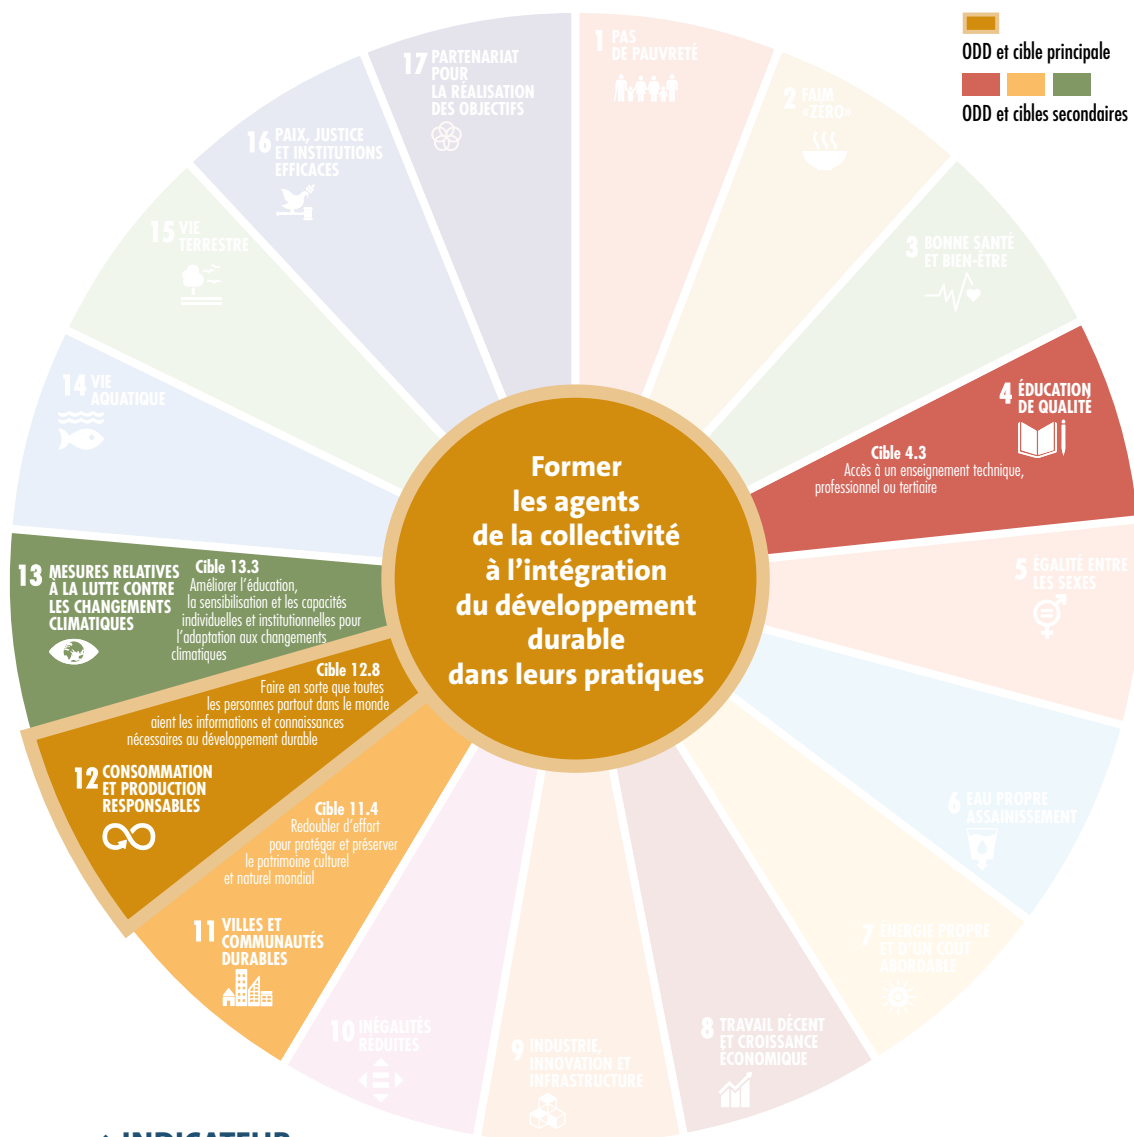 ODD et cible principale
ODD et cibles secondaires
1 PAS
DE PAUVRETÉ
2 FAIM
«ZERO»
3 BONNE SANTÉ
ET BIEN-ÊTRE
4 ÉDUCATION
DE QUALITÉ
Cible 4.3
Accès à un enseignement technique,
professionnel ou tertiaire
5 ÉGALITÉ ENTRE
LES SEXES
6 EAU PROPRE
ASSAINISSEMENT
7 ENERGIE PROPRE
ET D'UN COÛT
ABORDABLE
8 TRAVAIL DÉCENT
ET CROISSANCE
ECONOMIQUE
9 INDUSTRIE,
INNOVATION ET
INFRASTRUCTURE
10 INÉGALITÉS
RÉDUITES
11 VILLES ET
COMMUNAUTÉS
DURABLES
Cible 11.4
Redoubler d'effort
pour protéger et préserver
le patrimoine culturel
et naturel mondial
12 CONSOMMATION
ET PRODUCTION
RESPONSABLES
Cible 12.8
Faire en sorte que toutes
les personnes partout dans le monde
aient les informations et connaissances
nécessaires au développement durable
13 MESURES RELATIVES
À LA LUTTE CONTRE
LES CHANGEMENTS
CLIMATIQUES
Cible 13.3
Améliorer l'éducation,
la sensibilisation et les capacités
individuelles et institutionnelles pour
l'adaptation aux changements
climatiques
14 VIE
AQUATIQUE
15 VIE
TERRESTRE
16 PAIX, JUSTICE
ET INSTITUTIONS
EFFICACES
17 PARTENARIAT
POUR
LA RÉALISATION
DES OBJECTIFS
Former
les agents
de la collectivité
à l'intégration
du développement
durable
dans leurs pratiques
INDICATEUR